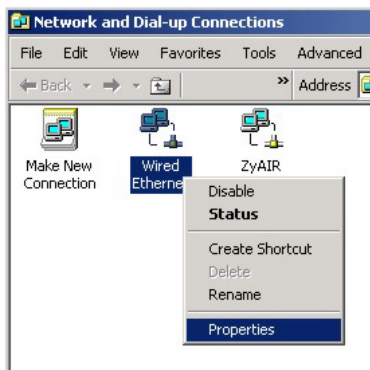 Network and Dial-up Connections
File Edit View Favorites Tools Advanced
Back » Address
Make New Connection
Wired
ZyAIR
Disable
Status
Create Shortcut
Delete
Rename
Properties